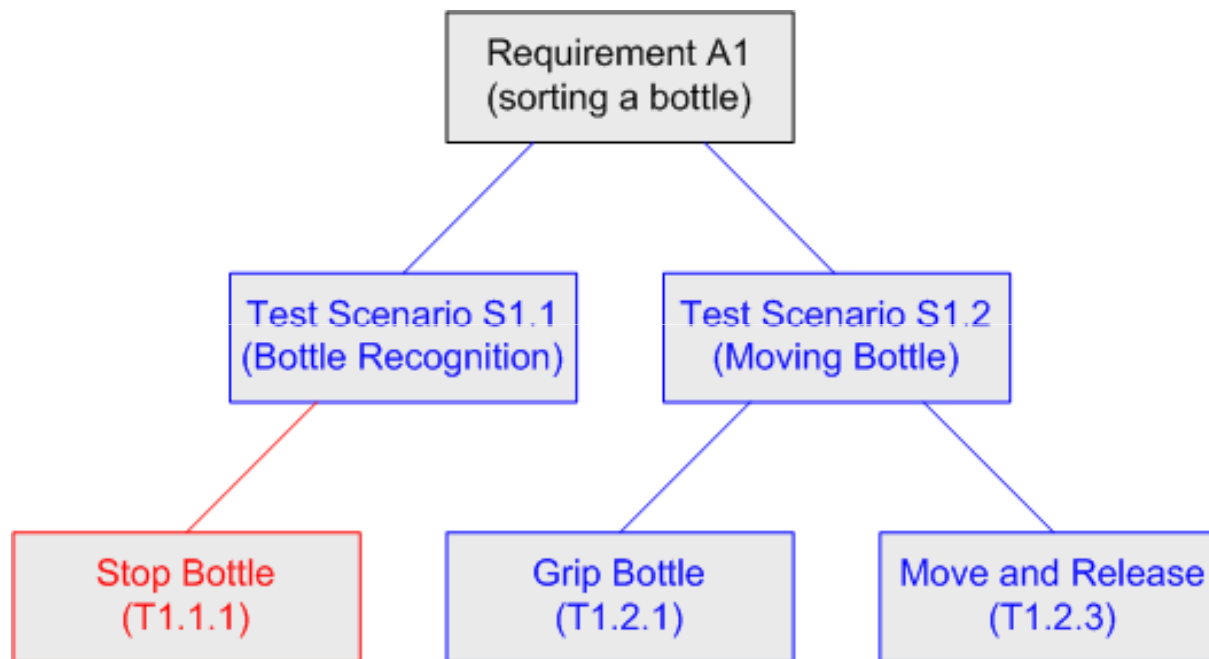 Requirement A1
(sorting a bottle)
Test Scenario S1.1
(Bottle Recognition)
Test Scenario S1.2
(Moving Bottle)
Stop Bottle
(T1.1.1)
Grip Bottle
(T1.2.1)
Move and Release
(T1.2.3)